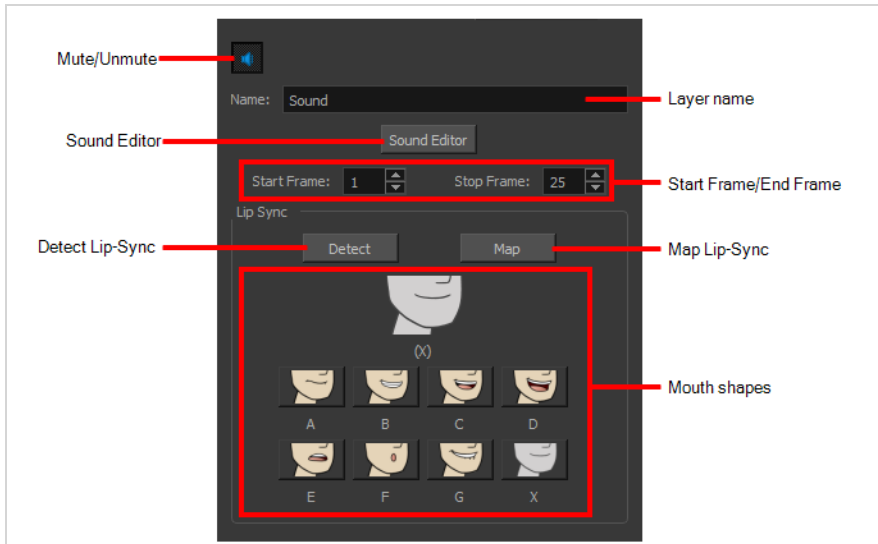 Mute/Unmute
Name: Sound
Layer name
Sound Editor
Sound Editor
Start Frame: 1 Stop Frame: 25
Start Frame/End Frame
Lip Sync
Detect Lip-Sync
Detect Map
Map Lip-Sync
(X)
Mouth shapes
A B C D
E F G X